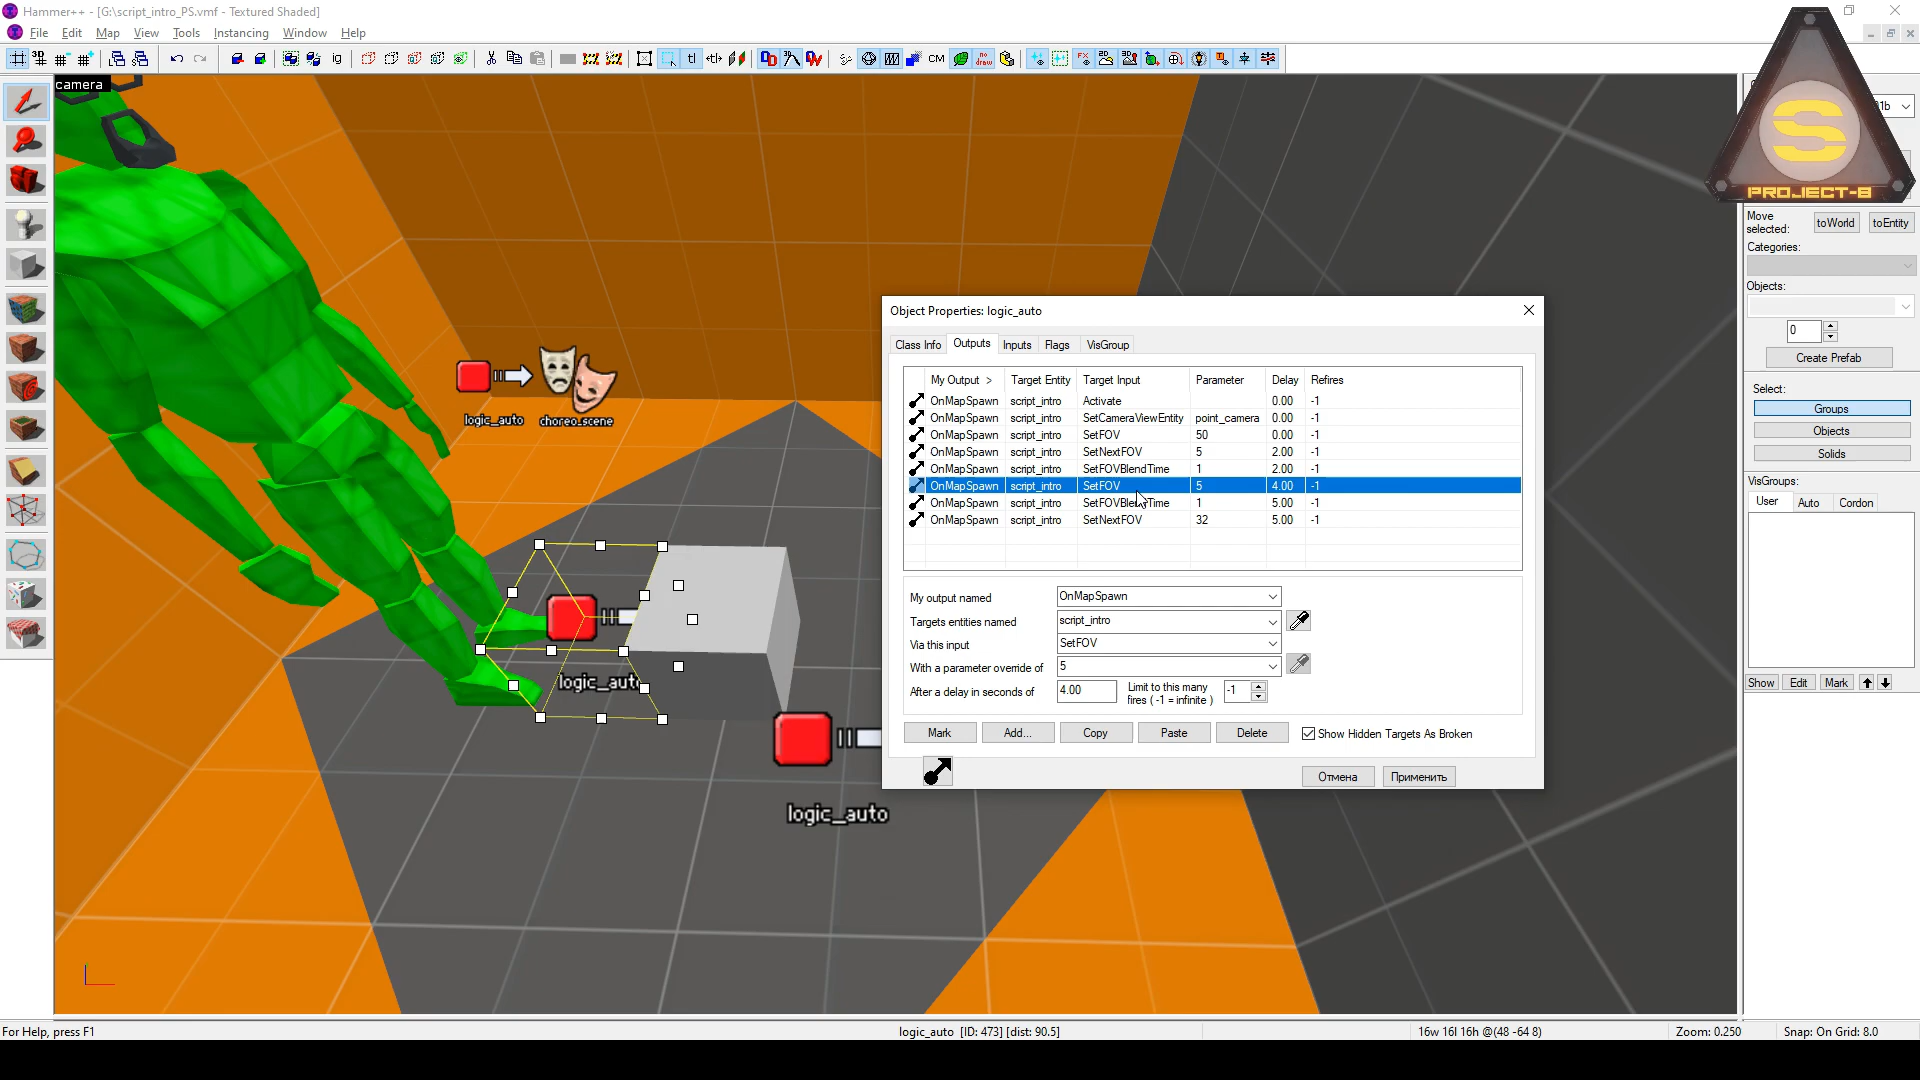 Hammer++ - [G:\script_intro_PS.vmf - Textured Shaded]
File Edit Map View Tools Instancing Window Help
camera
PROJECT-8
Move selected:
toWorld toEntity
Categories:
Objects:
0
Create Prefab
Select:
Groups
Objects
Solids
VisGroups:
User Auto Cordon
Show Edit Mark
logic_auto choreo_scene
logic_auto
logic_auto
Object Properties: logic_auto
Class Info Outputs Inputs Flags VisGroup
My Output > Target Entity Target Input Parameter Delay Refires
OnMapSpawn script_intro Activate 0.00 -1
OnMapSpawn script_intro SetCameraViewEntity point_camera 0.00 -1
OnMapSpawn script_intro SetFOV 50 0.00 -1
OnMapSpawn script_intro SetNextFOV 5 2.00 -1
OnMapSpawn script_intro SetFOVBlendTime 1 2.00 -1
OnMapSpawn script_intro SetFOV 5 4.00 -1
OnMapSpawn script_intro SetFOVBlendTime 1 5.00 -1
OnMapSpawn script_intro SetNextFOV 32 5.00 -1
My output named OnMapSpawn
Targets entities named script_intro
Via this input SetFOV
With a parameter override of 5
After a delay in seconds of 4.00 Limit to this many fires ( -1 = infinite ) -1
Mark Add... Copy Paste Delete Show Hidden Targets As Broken
Отмена Применить
For Help, press F1 logic_auto [ID: 473] [dist: 90.5] 16w 16l 16h @(48 -64 8) Zoom: 0.250 Snap: On Grid: 8.0